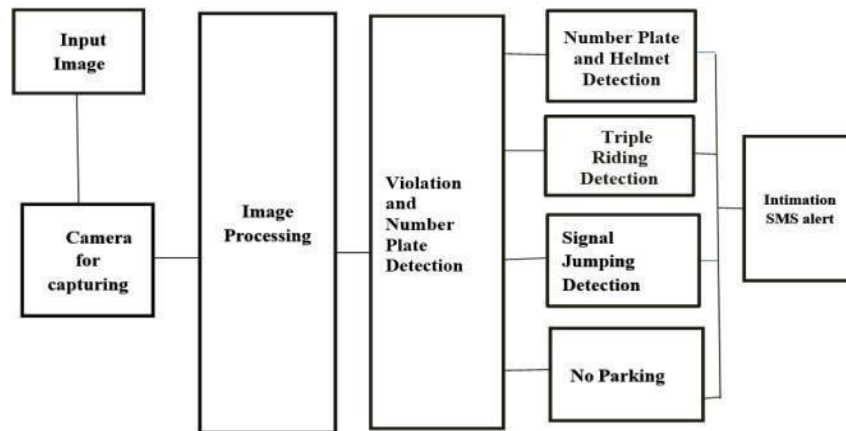 Input
Image
Camera
for
capturing
Image
Processing
Violation
and
Number
Plate
Detection
Number Plate
and Helmet
Detection
Triple
Riding
Detection
Signal
Jumping
Detection
No Parking
Intimation
SMS alert